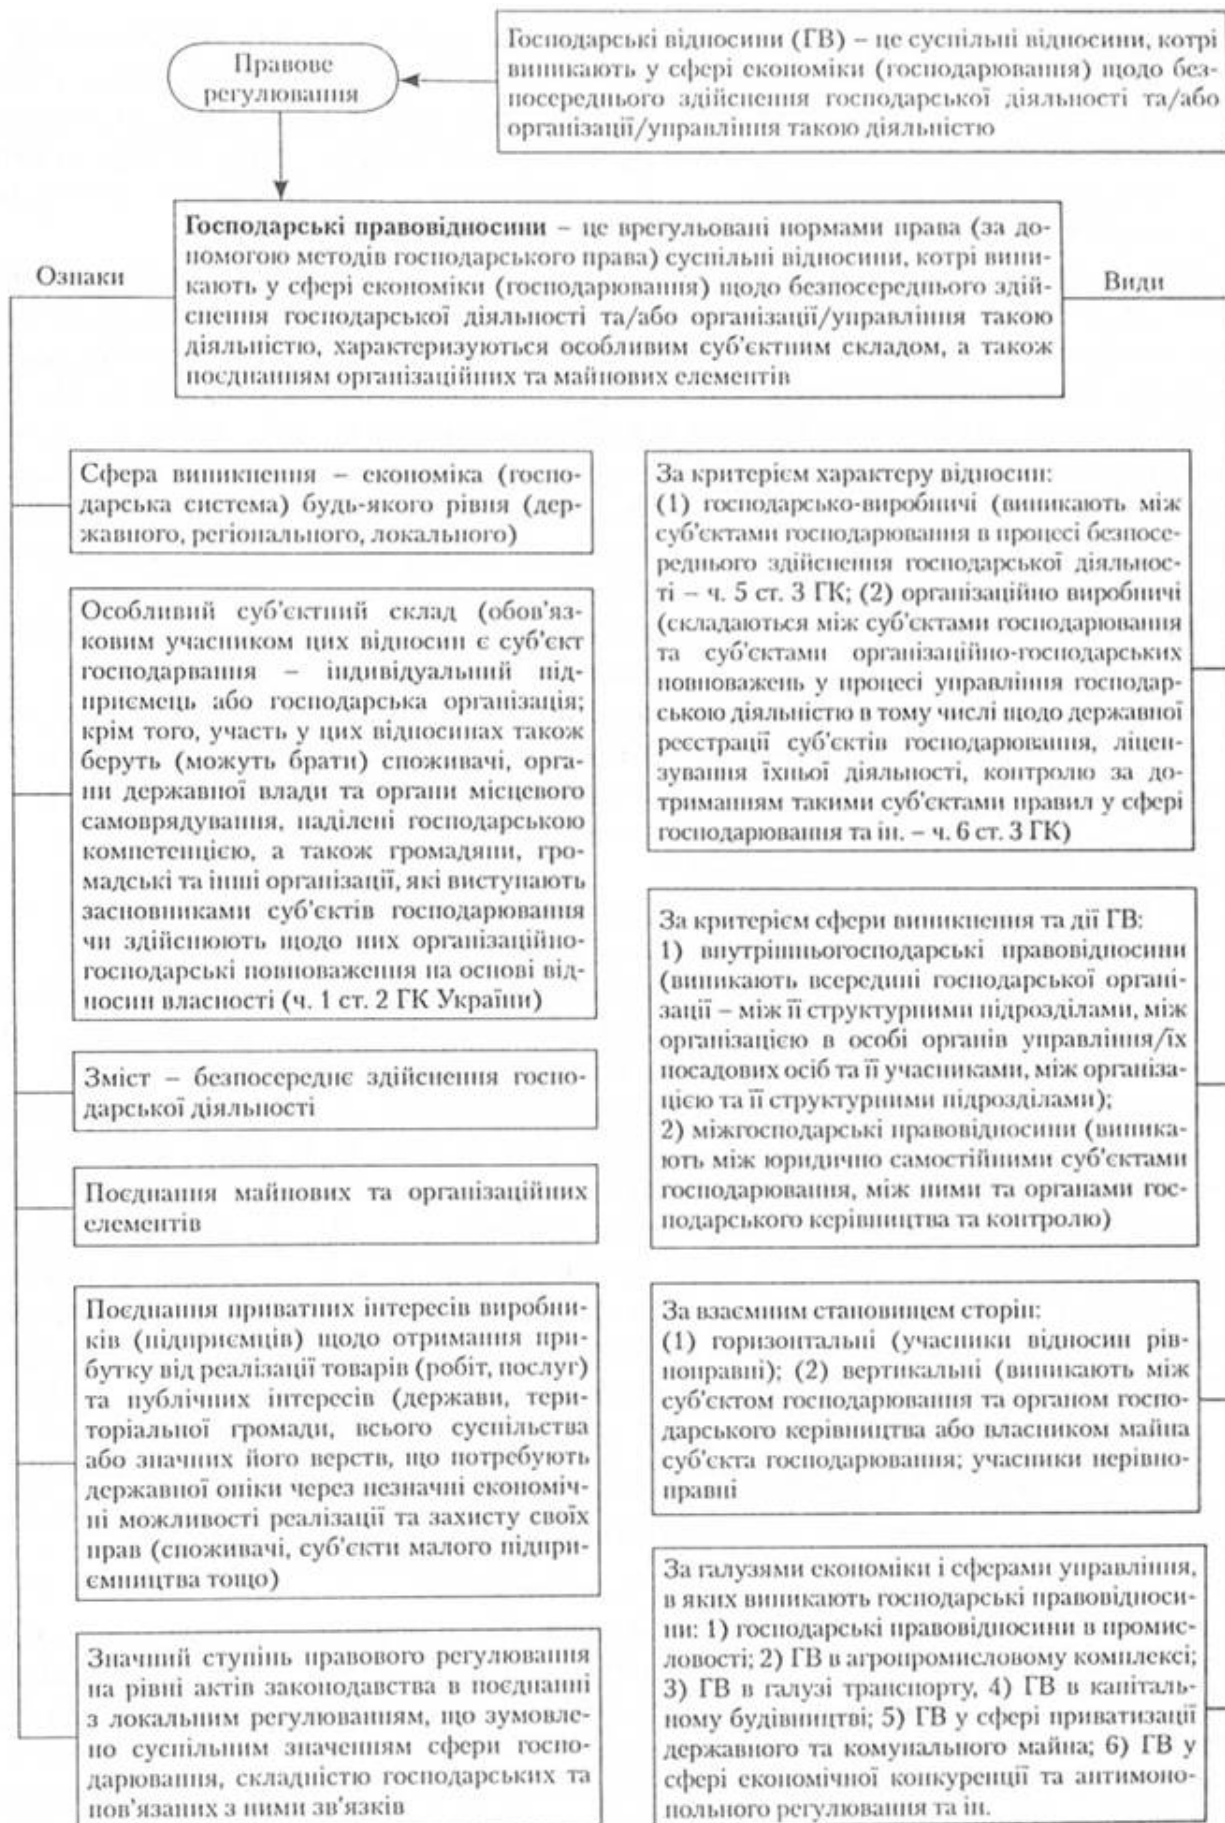 Правове
регулювання
Господарські відносини (ГВ) – це суспільні відносини, котрі
виникають у сфері економіки (господарювання) щодо без-
посереднього здійснення господарської діяльності та/або
організації/управління такою діяльністю
Господарські правовідносини – це врегульовані нормами права (за до-
помогою методів господарського права) суспільні відносини, котрі вини-
кають у сфері економіки (господарювання) щодо безпосереднього здій-
снення господарської діяльності та/або організації/управління такою
діяльністю, характеризуються особливим суб'єктним складом, а також
поєднанням організаційних та майнових елементів
Ознаки
Сфера виникнення – економіка (госпо-
дарська система) будь-якого рівня (дер-
жавного, регіонального, локального)
Особливий суб'єктний склад (обов'яз-
ковим учасником цих відносин є суб'єкт
господарвання – індивідуальний під-
приємець або господарська організація;
крім того, участь у цих відносинах також
беруть (можуть брати) споживачі, орга-
ни державної влади та органи місцевого
самоврядування, наділені господарською
компетенцією, а також громадяни, гро-
мадські та інші організації, які виступають
засновниками суб'єктів господарювання
чи здійснюють щодо них організаційно-
господарські повноваження на основі від-
носин власності (ч. 1 ст. 2 ГК України)
Зміст – безпосереднє здійснення госпо-
дарської діяльності
Поєднання майнових та організаційних
елементів
Поєднання приватних інтересів виробни-
ків (підприємців) щодо отримання при-
бутку від реалізації товарів (робіт, послуг)
та публічних інтересів (держави, тери-
торіальної громади, всього суспільства
або значних його верств, що потребують
державної опіки через незначні економіч-
ні можливості реалізації та захисту своїх
прав (споживачі, суб'єкти малого підпри-
ємництва тощо)
Значний ступінь правового регулювання
на рівні актів законодавства в поєднанні
з локальним регулюванням, що зумовле-
но суспільним значенням сфери госпо-
дарювання, складністю господарських та
пов'язаних з ними зв'язків
Види
За критерієм характеру відносин:
(1) господарсько-виробничі (виникають між
суб'єктами господарювання в процесі безпосе-
реднього здійснення господарської діяльнос-
ті – ч. 5 ст. 3 ГК; (2) організаційно виробничі
(складаються між суб'єктами господарювання
та суб'єктами організаційно-господарських
повноважень у процесі управління господар-
ською діяльністю в тому числі щодо державної
реєстрації суб'єктів господарювання, ліцен-
зування їхньої діяльності, контролю за до-
триманням такими суб'єктами правил у сфері
господарювання та ін. – ч. 6 ст. 3 ГК)
За критерієм сфери виникнення та дії ГВ:
1) внутрішньогосподарські правовідносини
(виникають всередині господарської органі-
зації – між її структурними підрозділами, між
організацією в особі органів управління/їх
посадових осіб та її учасниками, між організа-
цією та її структурними підрозділами);
2) міжгосподарські правовідносини (виника-
ють між юридично самостійними суб'єктами
господарювання, між ними та органами гос-
подарського керівництва та контролю)
За взаємним становищем сторін:
(1) горизонтальні (учасники відносин рів-
ноправні); (2) вертикальні (виникають між
суб'єктом господарювання та органом госпо-
дарського керівництва або власником майна
суб'єкта господарювання; учасники нерівно-
правні
За галузями економіки і сферами управління,
в яких виникають господарські правовідноси-
ни: 1) господарські правовідносини в промис-
ловості; 2) ГВ в агропромисловому комплексі;
3) ГВ в галузі транспорту, 4) ГВ в капіталь-
ному будівництві; 5) ГВ у сфері приватизації
державного та комунального майна; 6) ГВ у
сфері економічної конкуренції та антимоно-
польного регулювання та ін.